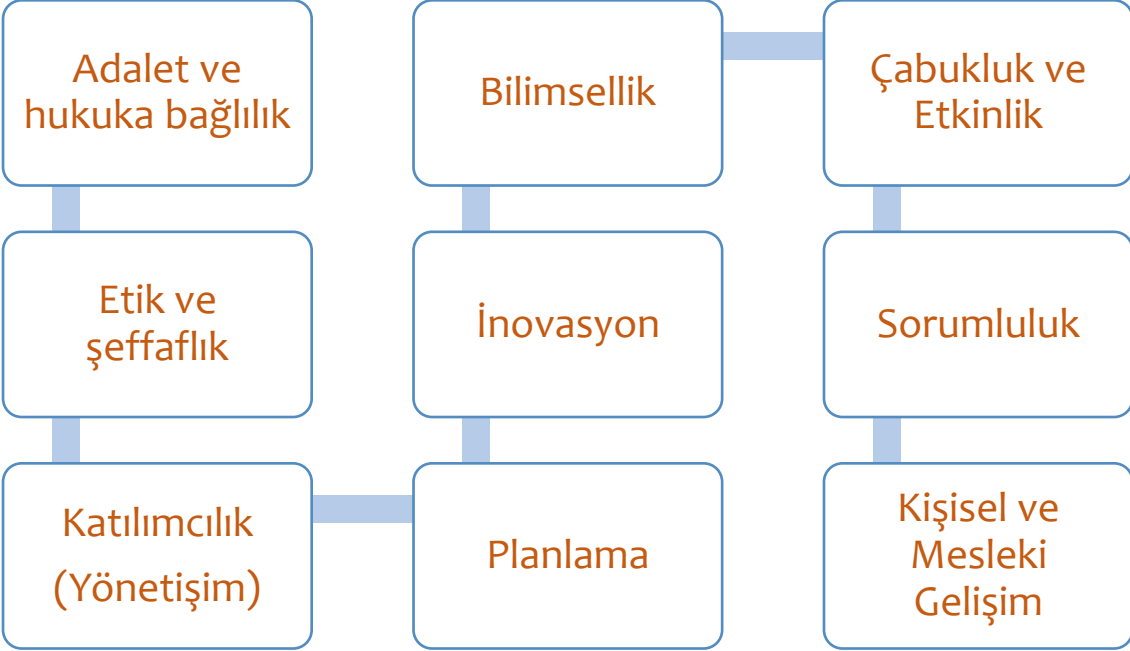 Adalet ve
hukuka bağlılık
Etik ve
şeffaflık
Katılımcılık
(Yönetişim)
Planlama
İnovasyon
Bilimsellik
Çabukluk ve
Etkinlik
Sorumluluk
Kişisel ve
Mesleki
Gelişim